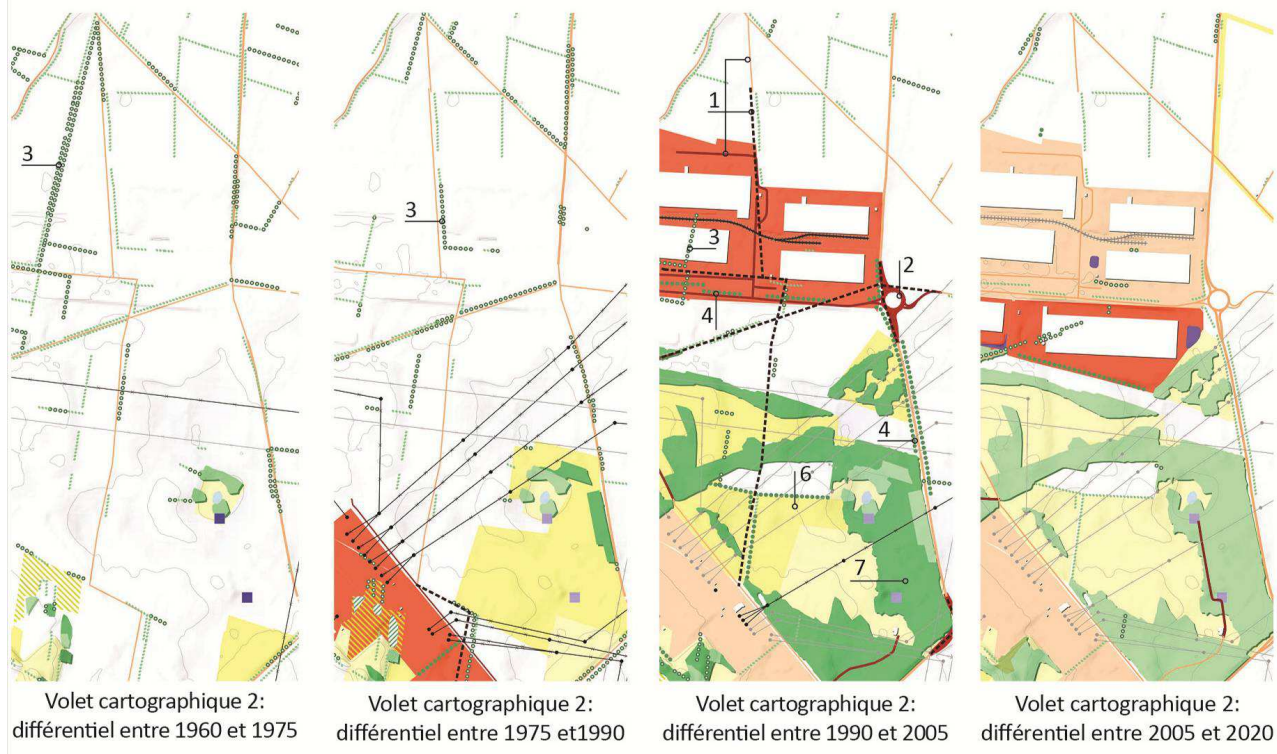 3
Volet cartographique 2:
différentiel entre 1960 et 1975
3
Volet cartographique 2:
différentiel entre 1975 et1990
1
3
2
4
4
6
7
Volet cartographique 2:
différentiel entre 1990 et 2005
Volet cartographique 2:
différentiel entre 2005 et 2020